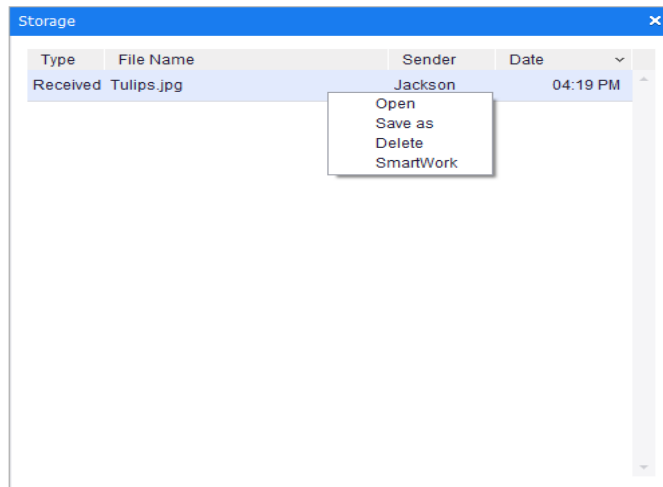 Storage
Type File Name Sender Date
Received Tulips.jpg Jackson 04:19 PM
Open
Save as
Delete
SmartWork